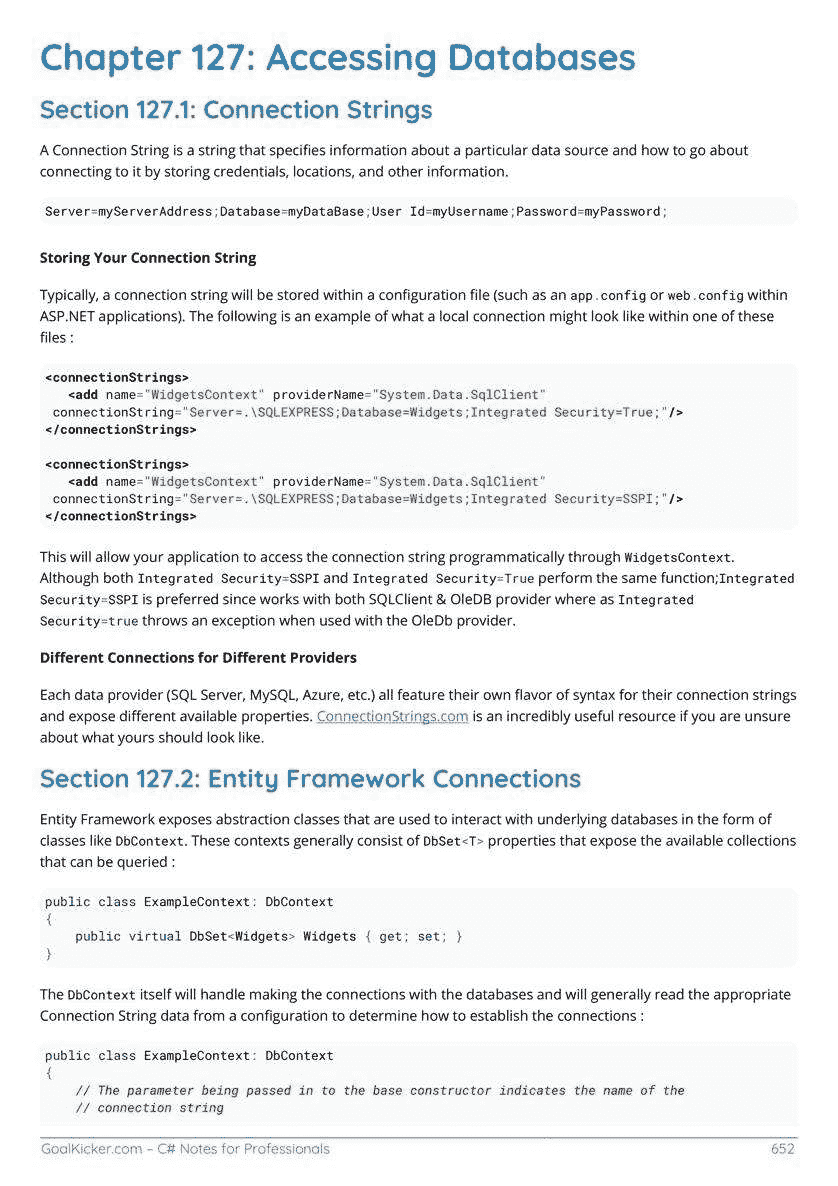 Chapter 127: Accessing Databases
Section 127.1: Connection Strings
A Connection String is a string that specifies information about a particular data source and how to go about
connecting to it by storing credentials, locations, and other information.
Server=myServerAddress;Database=myDataBase;User Id=myUsername;Password=myPassword;
Storing Your Connection String
Typically, a connection string will be stored within a configuration file (such as an app.config or web.config within
ASP.NET applications). The following is an example of what a local connection might look like within one of these
files :
<connectionStrings>
   <add name="WidgetsContext" providerName="System.Data.SqlClient"
 connectionString="Server=.\SQLEXPRESS;Database=Widgets;Integrated Security=True;"/>
</connectionStrings>
<connectionStrings>
   <add name="WidgetsContext" providerName="System.Data.SqlClient"
 connectionString="Server=.\SQLEXPRESS;Database=Widgets;Integrated Security=SSPI;"/>
</connectionStrings>
This will allow your application to access the connection string programmatically through WidgetsContext.
Although both Integrated Security=SSPI and Integrated Security=True perform the same function;Integrated
Security=SSPI is preferred since works with both SQLClient & OleDB provider where as Integrated
Security=true throws an exception when used with the OleDb provider.
Different Connections for Different Providers
Each data provider (SQL Server, MySQL, Azure, etc.) all feature their own flavor of syntax for their connection strings
and expose different available properties. ConnectionStrings.com is an incredibly useful resource if you are unsure
about what yours should look like.
Section 127.2: Entity Framework Connections
Entity Framework exposes abstraction classes that are used to interact with underlying databases in the form of
classes like DbContext. These contexts generally consist of DbSet<T> properties that expose the available collections
that can be queried :
public class ExampleContext: DbContext
{
    public virtual DbSet<Widgets> Widgets { get; set; }
}
The DbContext itself will handle making the connections with the databases and will generally read the appropriate
Connection String data from a configuration to determine how to establish the connections :
public class ExampleContext: DbContext
{
    // The parameter being passed in to the base constructor indicates the name of the
    // connection string
GoalKicker.com – C# Notes for Professionals 652